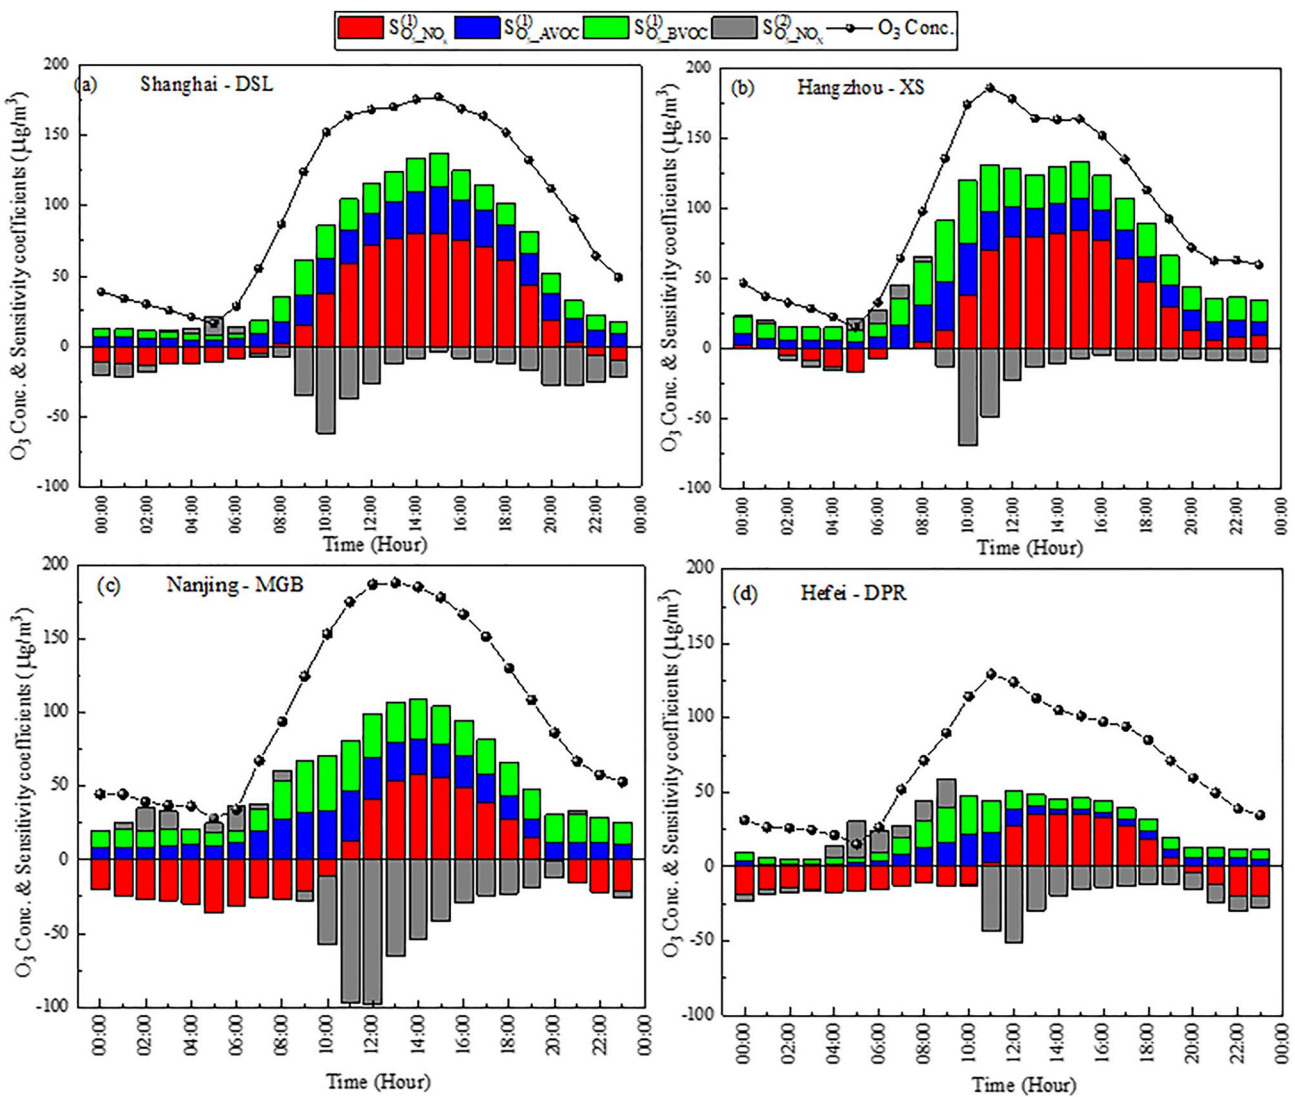 S(1)O3_NOx S(1)O3_AVOC S(1)O3_BVOC S(2)O3_NOx O3 Conc.
(a) Shanghai - DSL
O3 Conc. & Sensitivity coefficients (µg/m3)
200
150
100
50
0
-50
-100
00:00 02:00 04:00 06:00 08:00 10:00 12:00 14:00 16:00 18:00 20:00 22:00 00:00
Time (Hour)
(b) Hangzhou - XS
O3 Conc. & Sensitivity coefficients (µg/m3)
200
150
100
50
0
-50
-100
00:00 02:00 04:00 06:00 08:00 10:00 12:00 14:00 16:00 18:00 20:00 22:00 00:00
Time (Hour)
(c) Nanjing - MGB
O3 Conc. & Sensitivity coefficients (µg/m3)
200
150
100
50
0
-50
-100
00:00 02:00 04:00 06:00 08:00 10:00 12:00 14:00 16:00 18:00 20:00 22:00 00:00
Time (Hour)
(d) Hefei - DPR
O3 Conc. & Sensitivity coefficients (µg/m3)
200
150
100
50
0
-50
-100
00:00 02:00 04:00 06:00 08:00 10:00 12:00 14:00 16:00 18:00 20:00 22:00 00:00
Time (Hour)